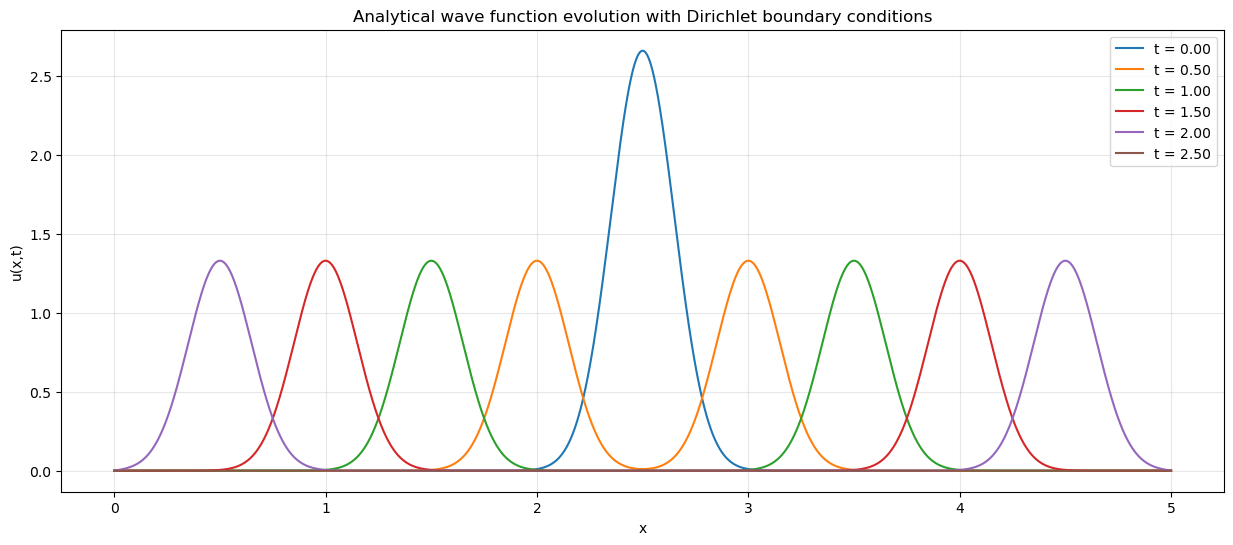 Analytical wave function evolution with Dirichlet boundary conditions
t = 0.00
t = 0.50
t = 1.00
t = 1.50
t = 2.00
t = 2.50
2.5
2.0
1.5
1.0
0.5
0.0
u(x,t)
0 1 2 3 4 5
x